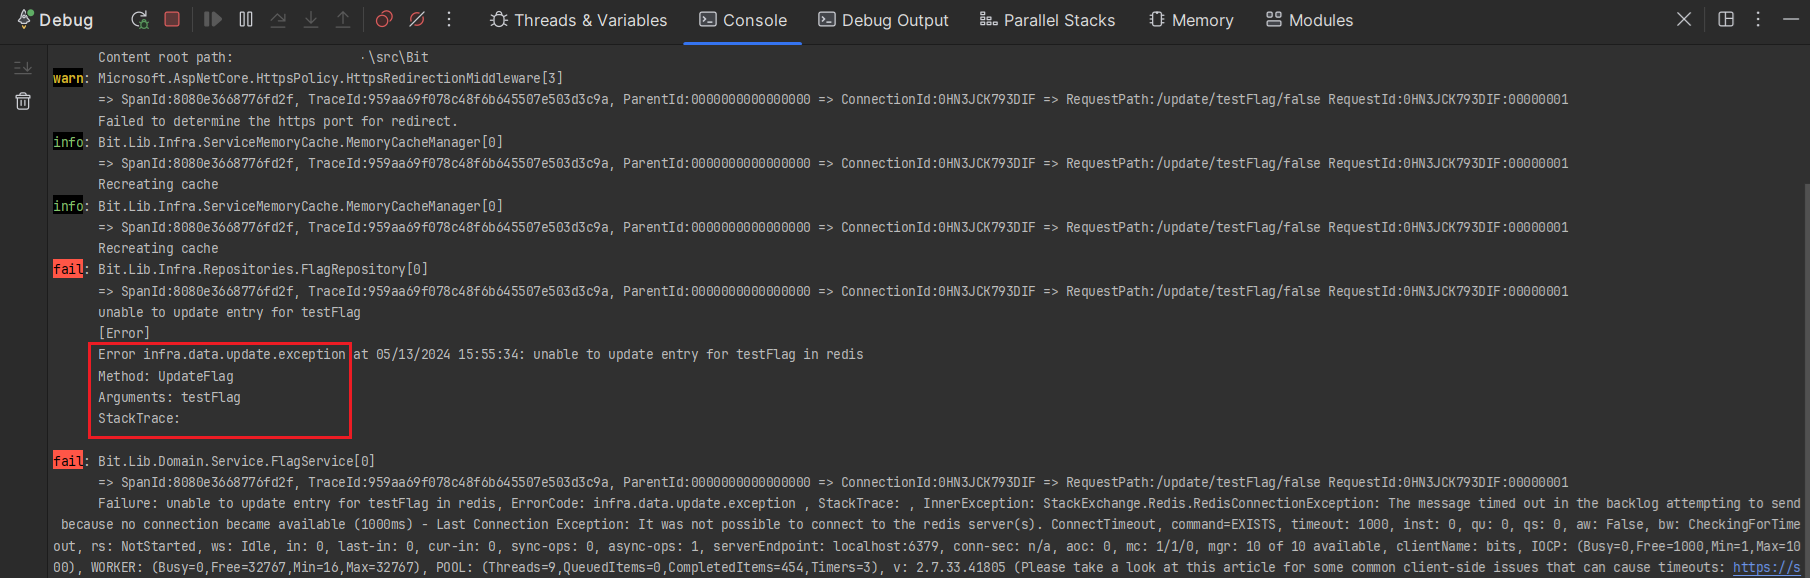 Debug
Threads & Variables
Console
Debug Output
Parallel Stacks
Memory
Modules
Content root path: \src\Bit
warn: Microsoft.AspNetCore.HttpsPolicy.HttpsRedirectionMiddleware[3]
=> SpanId:8080e3668776fd2f, TraceId:959aa69f078c48f6b645507e503d3c9a, ParentId:0000000000000000 => ConnectionId:0HN3JCK793DIF => RequestPath:/update/testFlag/false RequestId:0HN3JCK793DIF:00000001
Failed to determine the https port for redirect.
info: Bit.Lib.Infra.ServiceMemoryCache.MemoryCacheManager[0]
=> SpanId:8080e3668776fd2f, TraceId:959aa69f078c48f6b645507e503d3c9a, ParentId:0000000000000000 => ConnectionId:0HN3JCK793DIF => RequestPath:/update/testFlag/false RequestId:0HN3JCK793DIF:00000001
Recreating cache
info: Bit.Lib.Infra.ServiceMemoryCache.MemoryCacheManager[0]
=> SpanId:8080e3668776fd2f, TraceId:959aa69f078c48f6b645507e503d3c9a, ParentId:0000000000000000 => ConnectionId:0HN3JCK793DIF => RequestPath:/update/testFlag/false RequestId:0HN3JCK793DIF:00000001
Recreating cache
fail: Bit.Lib.Infra.Repositories.FlagRepository[0]
=> SpanId:8080e3668776fd2f, TraceId:959aa69f078c48f6b645507e503d3c9a, ParentId:0000000000000000 => ConnectionId:0HN3JCK793DIF => RequestPath:/update/testFlag/false RequestId:0HN3JCK793DIF:00000001
unable to update entry for testFlag
[Error]
Error infra.data.update.exception at 05/13/2024 15:55:34: unable to update entry for testFlag in redis
Method: UpdateFlag
Arguments: testFlag
StackTrace:
fail: Bit.Lib.Domain.Service.FlagService[0]
=> SpanId:8080e3668776fd2f, TraceId:959aa69f078c48f6b645507e503d3c9a, ParentId:0000000000000000 => ConnectionId:0HN3JCK793DIF => RequestPath:/update/testFlag/false RequestId:0HN3JCK793DIF:00000001
Failure: unable to update entry for testFlag in redis, ErrorCode: infra.data.update.exception , StackTrace: , InnerException: StackExchange.Redis.RedisConnectionException: The message timed out in the backlog attempting to send
because no connection became available (1000ms) - Last Connection Exception: It was not possible to connect to the redis server(s). ConnectTimeout, command=EXISTS, timeout: 1000, inst: 0, qu: 0, qs: 0, aw: False, bw: CheckingForTime
out, rs: NotStarted, ws: Idle, in: 0, last-in: 0, cur-in: 0, sync-ops: 0, async-ops: 1, serverEndpoint: localhost:6379, conn-sec: n/a, aoc: 0, mc: 1/1/0, mgr: 10 of 10 available, clientName: bits, IOCP: (Busy=0,Free=1000,Min=1,Max=10
00), WORKER: (Busy=0,Free=32767,Min=16,Max=32767), POOL: (Threads=9,QueuedItems=0,CompletedItems=454,Timers=3), v: 2.7.33.41805 (Please take a look at this article for some common client-side issues that can cause timeouts: https://s